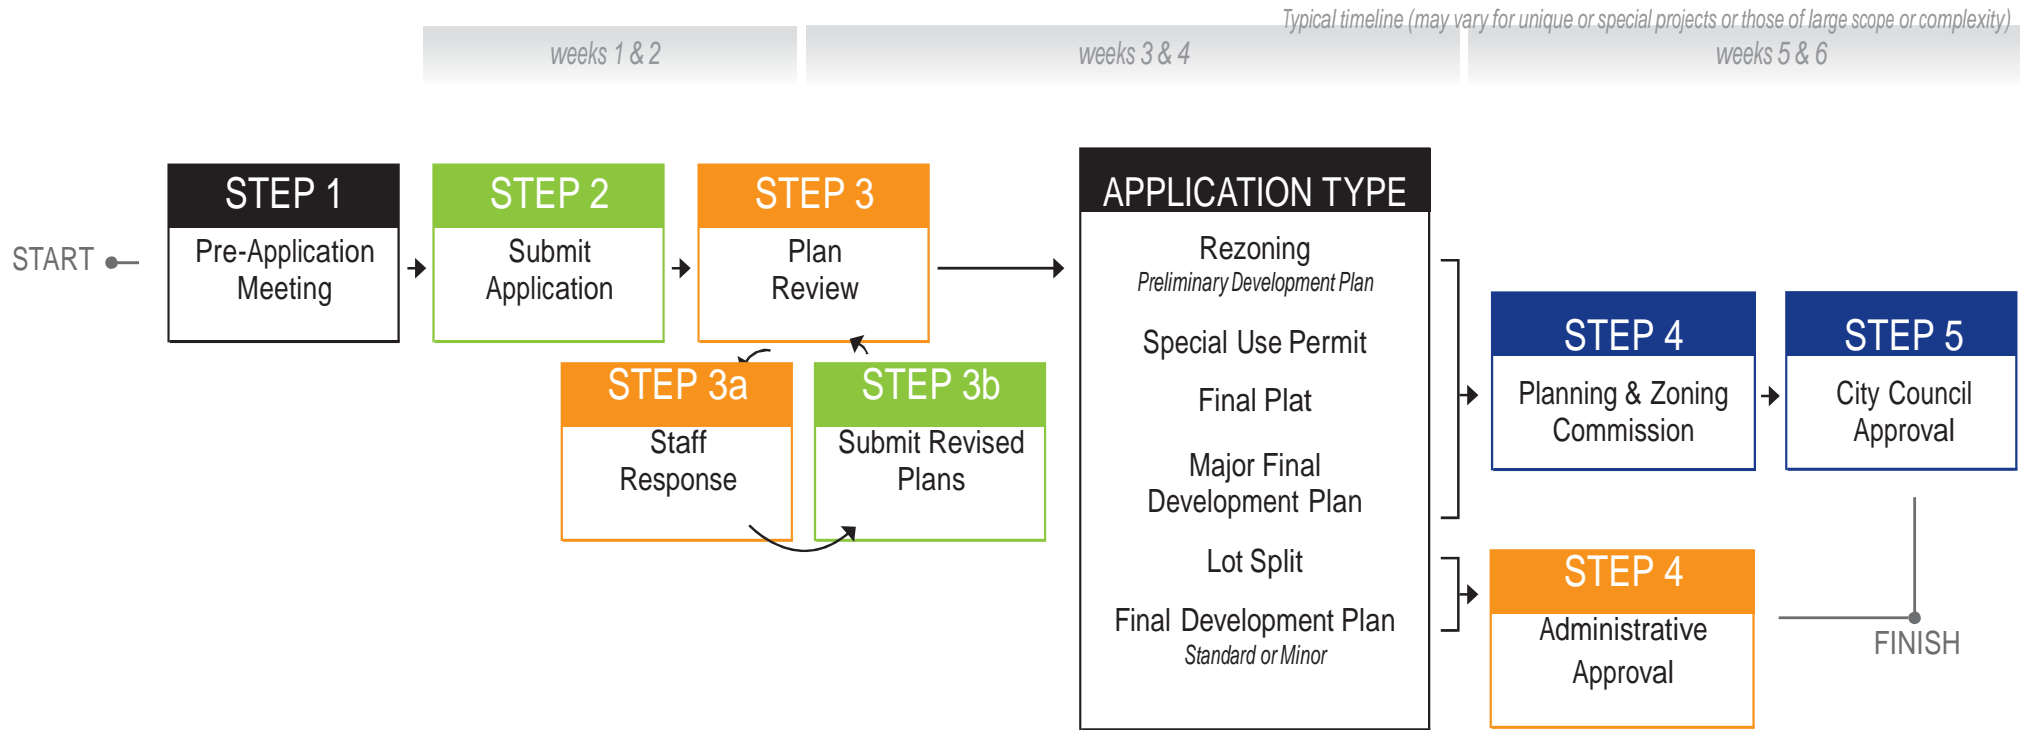 Typical timeline (may vary for unique or special projects or those of large scope or complexity)
weeks 1 & 2
weeks 3 & 4
weeks 5 & 6
START
STEP 1
Pre-Application
Meeting
STEP 2
Submit
Application
STEP 3
Plan
Review
STEP 3a
Staff
Response
STEP 3b
Submit Revised
Plans
APPLICATION TYPE
Rezoning
Preliminary Development Plan
Special Use Permit
Final Plat
Major Final
Development Plan
Lot Split
Final Development Plan
Standard or Minor
STEP 4
Planning & Zoning
Commission
STEP 5
City Council
Approval
STEP 4
Administrative
Approval
FINISH